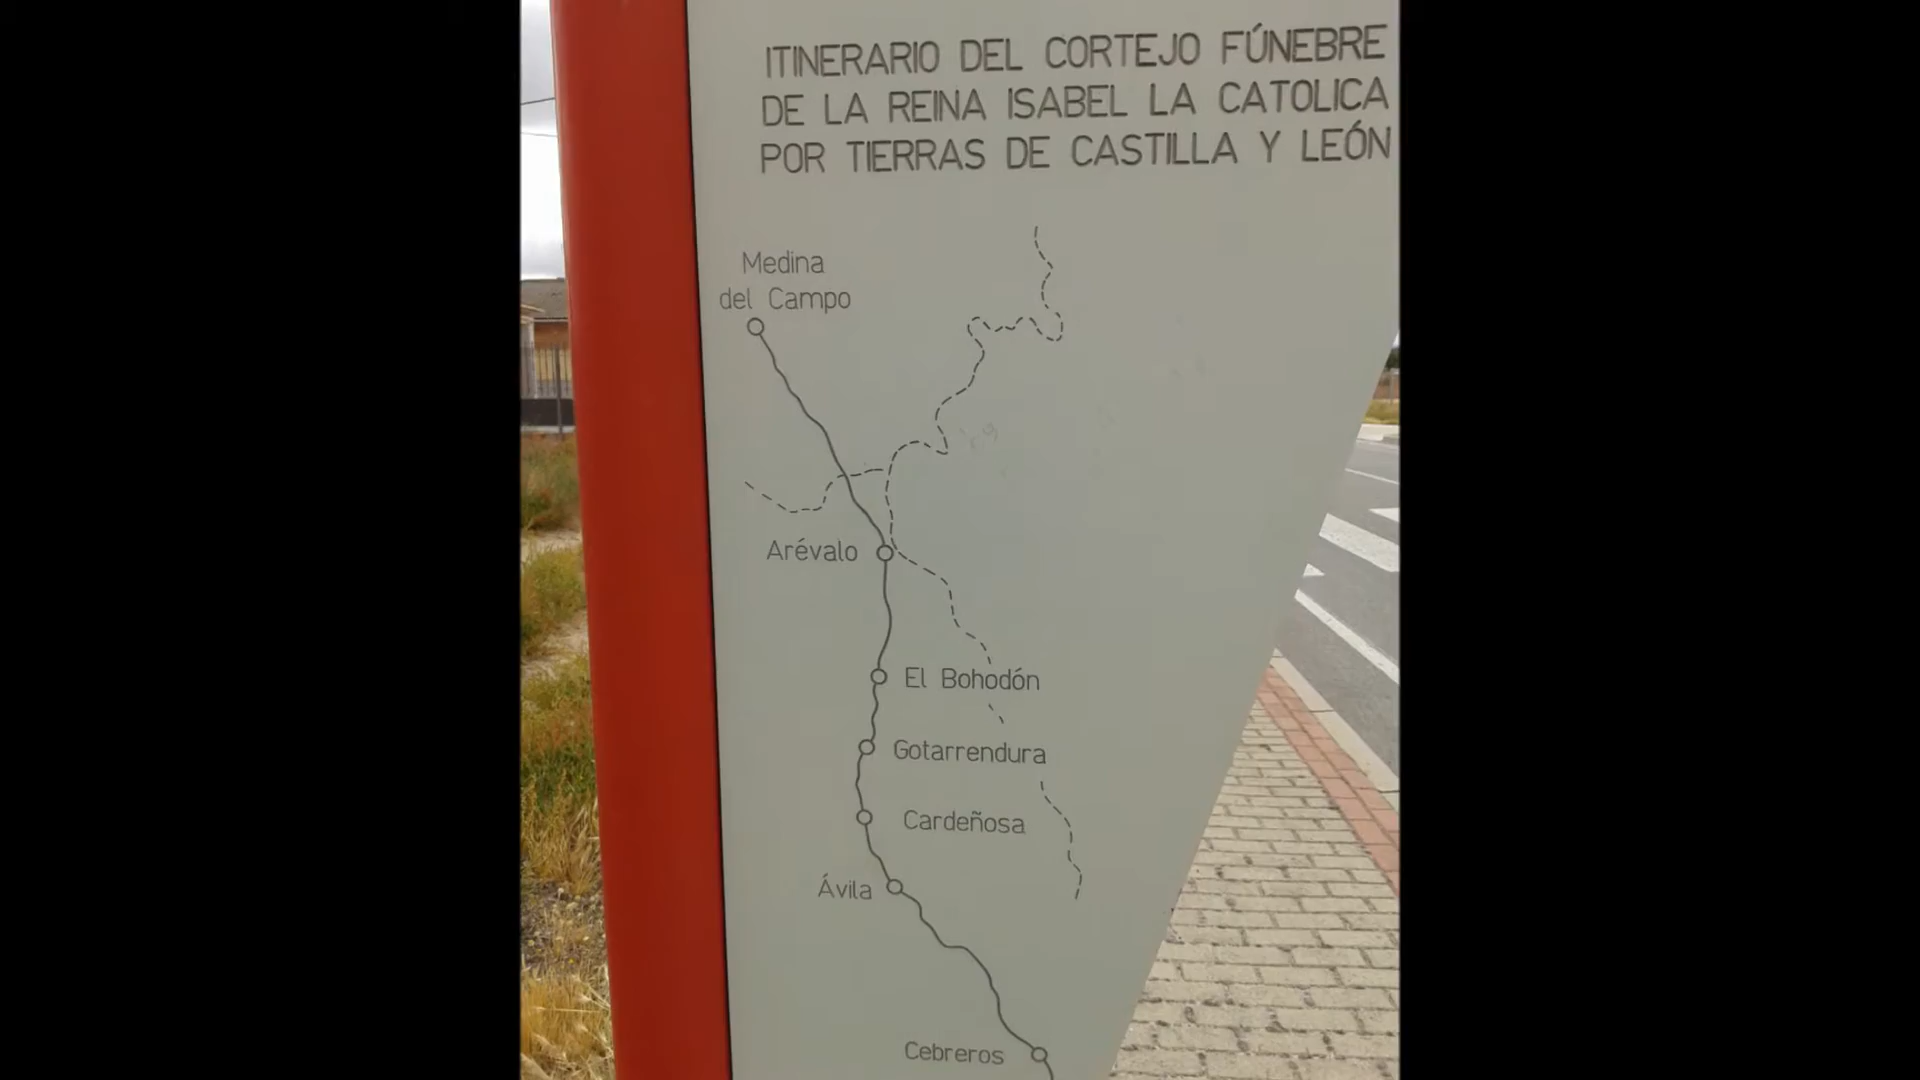 ITINERARIO DEL CORTEJO FÚNEBRE
DE LA REINA ISABEL LA CATOLICA
POR TIERRAS DE CASTILLA Y LEÓN
Medina
del Campo
Arévalo
El Bohodón
Gotarrendura
Cardeñosa
Ávila
Cebreros